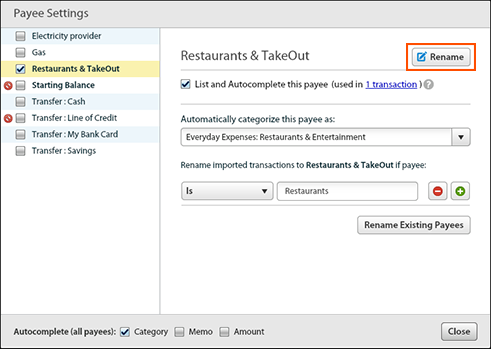 Payee Settings
Electricity provider
Gas
Restaurants & TakeOut
Starting Balance
Transfer : Cash
Transfer : Line of Credit
Transfer : My Bank Card
Transfer : Savings
Restaurants & TakeOut
Rename
List and Autocomplete this payee (used in 1 transaction ) ?
Automatically categorize this payee as:
Everyday Expenses: Restaurants & Entertainment
Rename imported transactions to Restaurants & TakeOut if payee:
Is Restaurants
Rename Existing Payees
Autocomplete (all payees): Category Memo Amount
Close